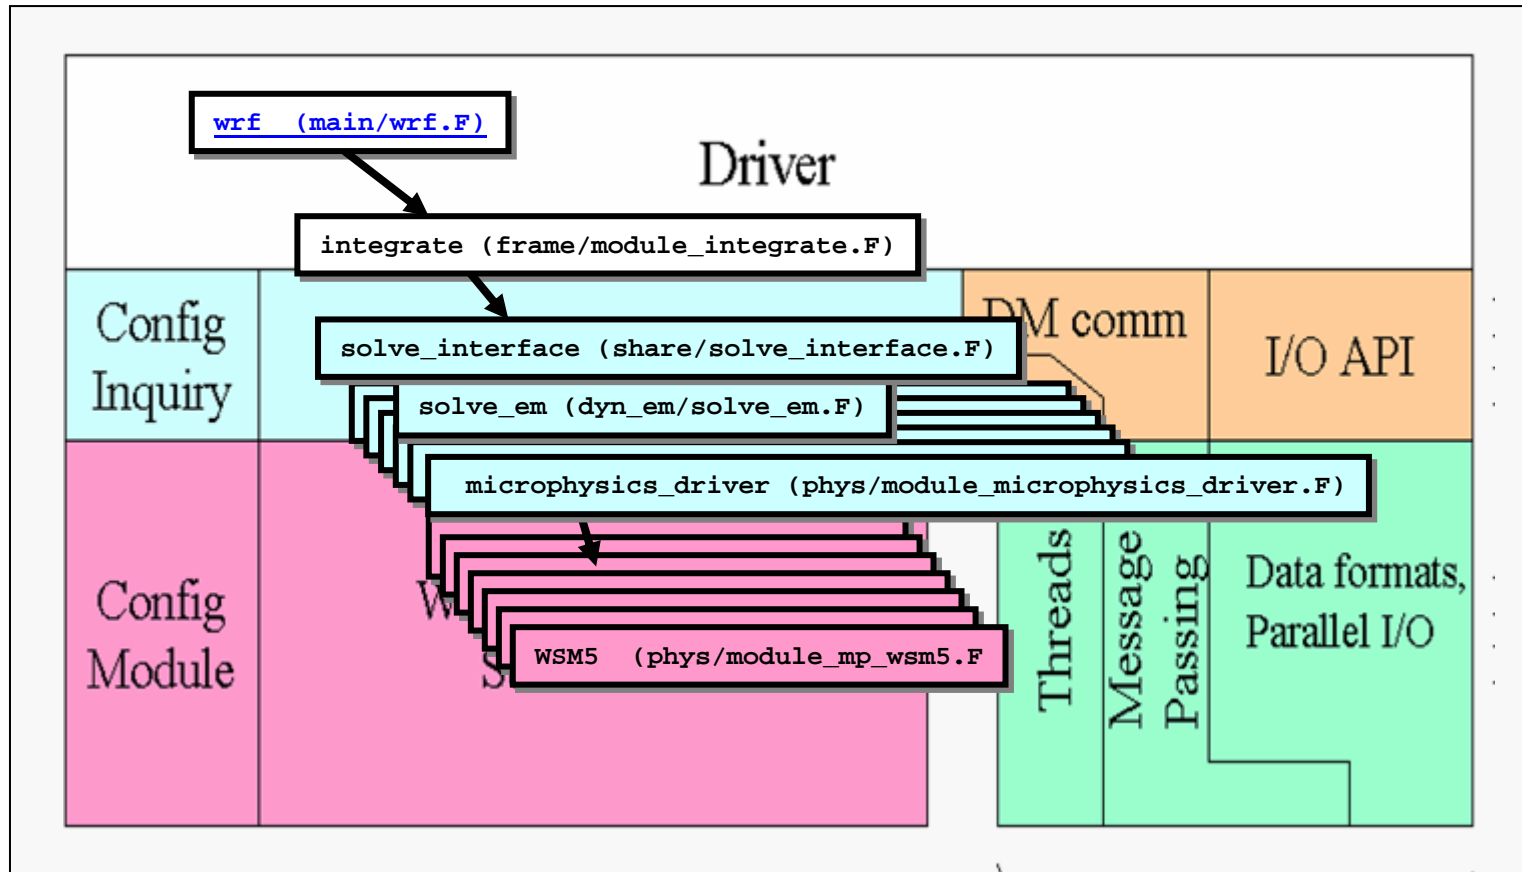 wrf (main/wrf.F)
Driver
integrate (frame/module_integrate.F)
Config
Inquiry
DM comm
I/O API
solve_interface (share/solve_interface.F)
solve_em (dyn_em/solve_em.F)
microphysics_driver (phys/module_microphysics_driver.F)
Config
Module
WSM5 (phys/module_mp_wsm5.F
Threads
Message
Passing
Data formats,
Parallel I/O